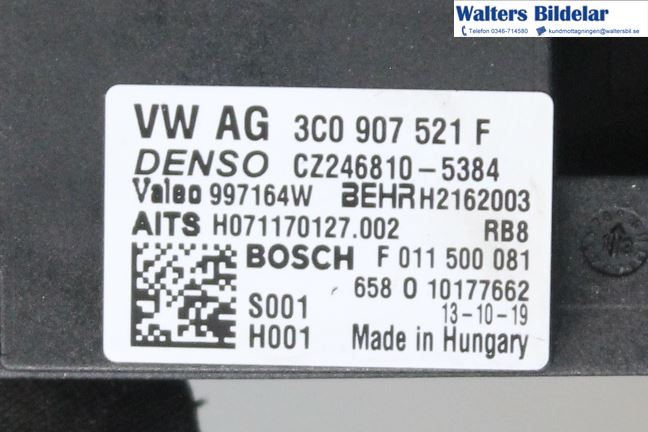 Walters Bildelar
Telefon 0346-714580 kundmottagningen@waltersbil.se
VW AG 3C0 907 521 F
DENSO CZ246810-5384
Valeo 997164W BEHR H2162003
AITS H071170127.002 RB8
BOSCH F 011 500 081
658 0 10177662
S001 13-10-19
H001 Made in Hungary